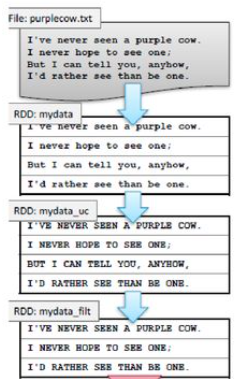 File: purplecow.txt
I've never seen a purple cow.
I never hope to see one;
But I can tell you, anyhow,
I'd rather see than be one.
RDD: mydata
I've never seen a purple cow.
I never hope to see one;
But I can tell you, anyhow,
I'd rather see than be one.
RDD: mydata_uc
I'VE NEVER SEEN A PURPLE COW.
I NEVER HOPE TO SEE ONE;
BUT I CAN TELL YOU, ANYHOW,
I'D RATHER SEE THAN BE ONE.
RDD: mydata_filt
I'VE NEVER SEEN A PURPLE COW.
I NEVER HOPE TO SEE ONE;
I'D RATHER SEE THAN BE ONE.